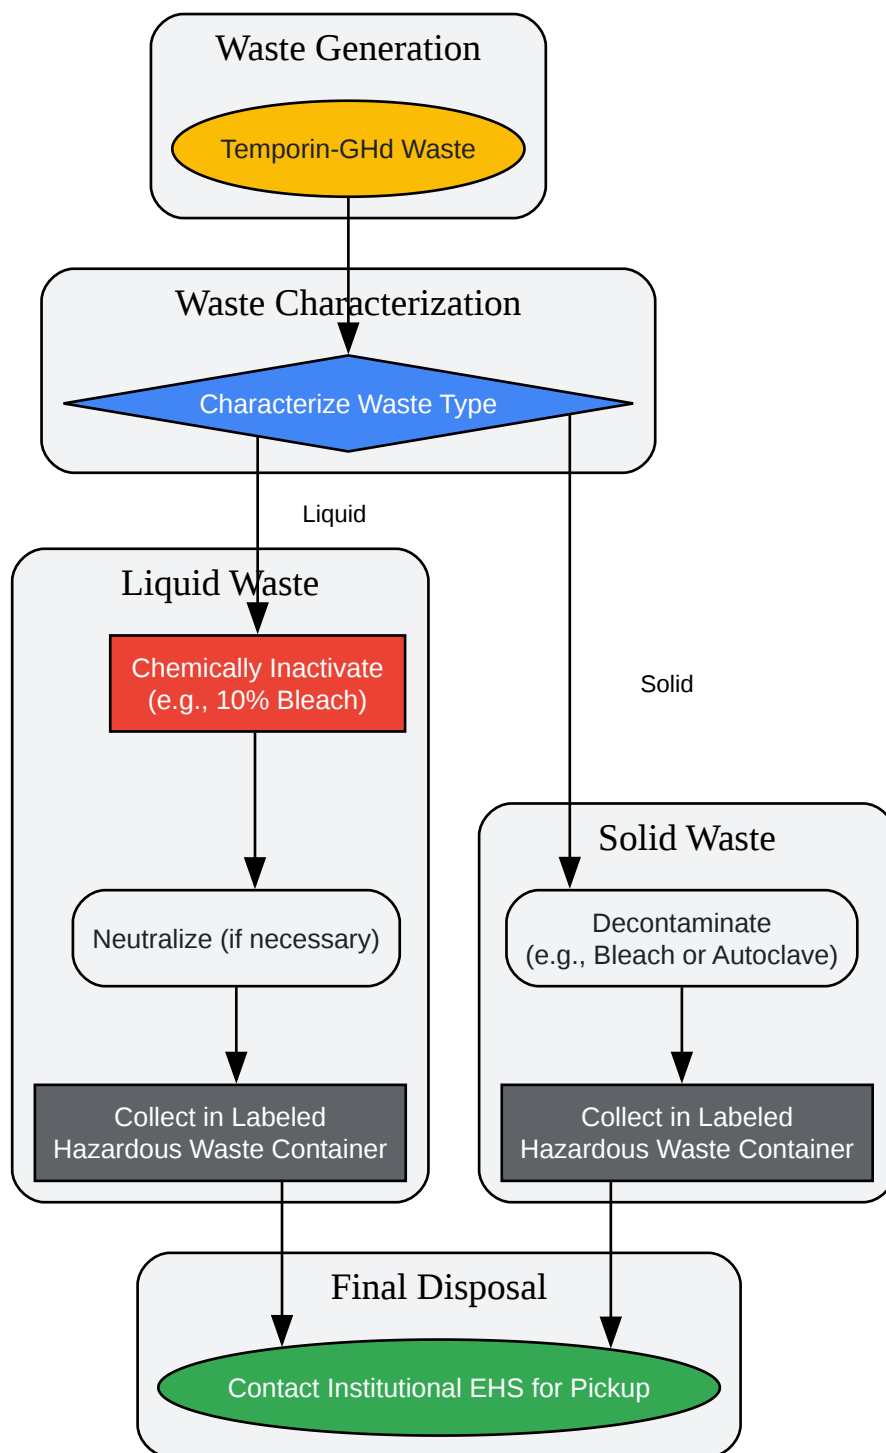 Waste Generation
Temporin-GHd Waste
Waste Characterization
Characterize Waste Type
Liquid
Liquid Waste
Chemically Inactivate
(e.g., 10% Bleach)
Solid
Neutralize (if necessary)
Solid Waste
Decontaminate
(e.g., Bleach or Autoclave)
Collect in Labeled
Hazardous Waste Container
Collect in Labeled
Hazardous Waste Container
Final Disposal
Contact Institutional EHS for Pickup